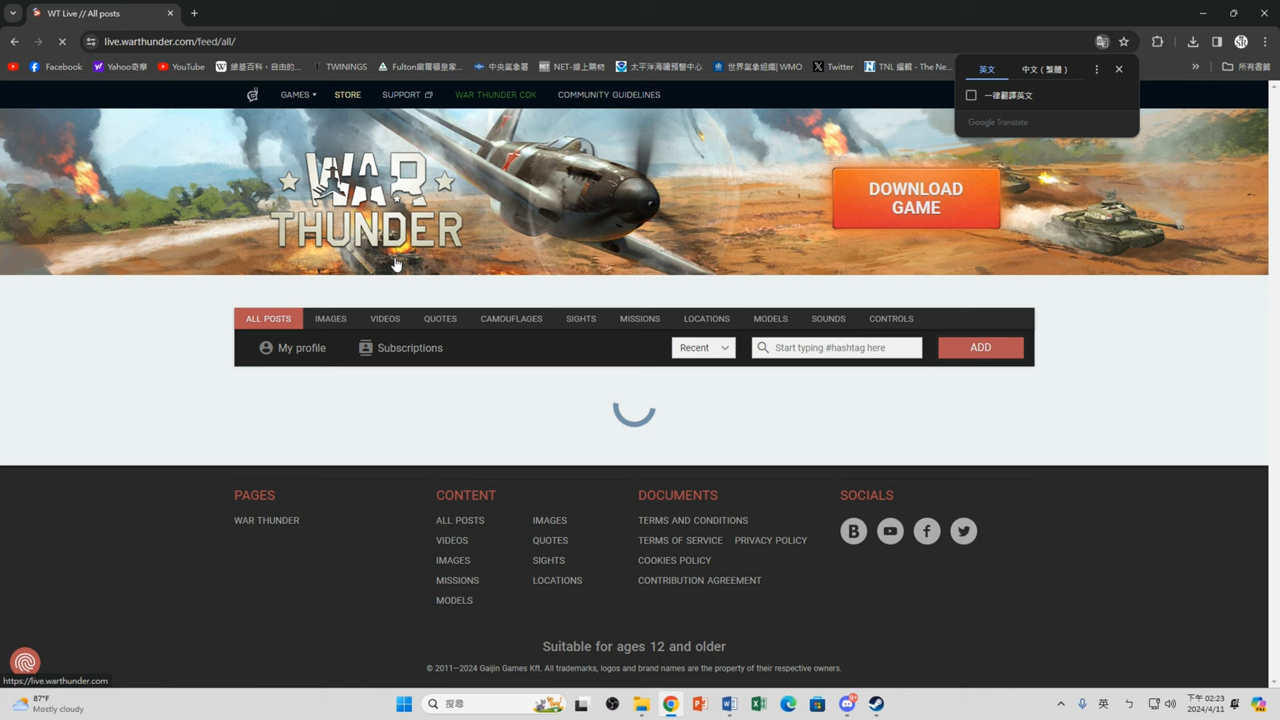 WT Live // All posts
live.warthunder.com/feed/all/
Facebook
Yahoo奇摩
YouTube
維基百科，自由的...
TWININGS
Fulton富爾頓皇家...
中央氣象署
NET-線上購物
太平洋海嘯預警中心
世界氣象組織| WMO
Twitter
TNL 編輯 - The Ne...
所有書籤
英文
中文（繁體）
一律翻譯英文
Google Translate
GAMES
STORE
SUPPORT
WAR THUNDER CDK
COMMUNITY GUIDELINES
WAR
THUNDER
DOWNLOAD
GAME
ALL POSTS
IMAGES
VIDEOS
QUOTES
CAMOUFLAGES
SIGHTS
MISSIONS
LOCATIONS
MODELS
SOUNDS
CONTROLS
My profile
Subscriptions
Recent
Start typing #hashtag here
ADD
PAGES
WAR THUNDER
CONTENT
ALL POSTS
IMAGES
VIDEOS
QUOTES
IMAGES
SIGHTS
MISSIONS
LOCATIONS
MODELS
DOCUMENTS
TERMS AND CONDITIONS
TERMS OF SERVICE
PRIVACY POLICY
COOKIES POLICY
CONTRIBUTION AGREEMENT
SOCIALS
Suitable for ages 12 and older
© 2011—2024 Gaijin Games Kft. All trademarks, logos and brand names are the property of their respective owners.
https://live.warthunder.com
87°F
Mostly cloudy
搜尋
英
下午 02:23
2024/4/11